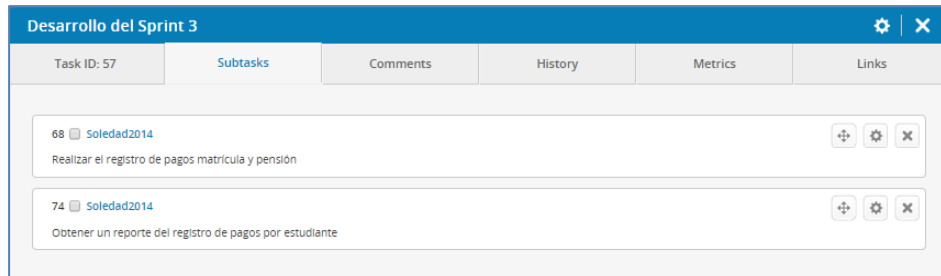 Desarrollo del Sprint 3
Task ID: 57 Subtasks Comments History Metrics Links
68 Soledad2014
Realizar el registro de pagos matrícula y pensión
74 Soledad2014
Obtener un reporte del registro de pagos por estudiante